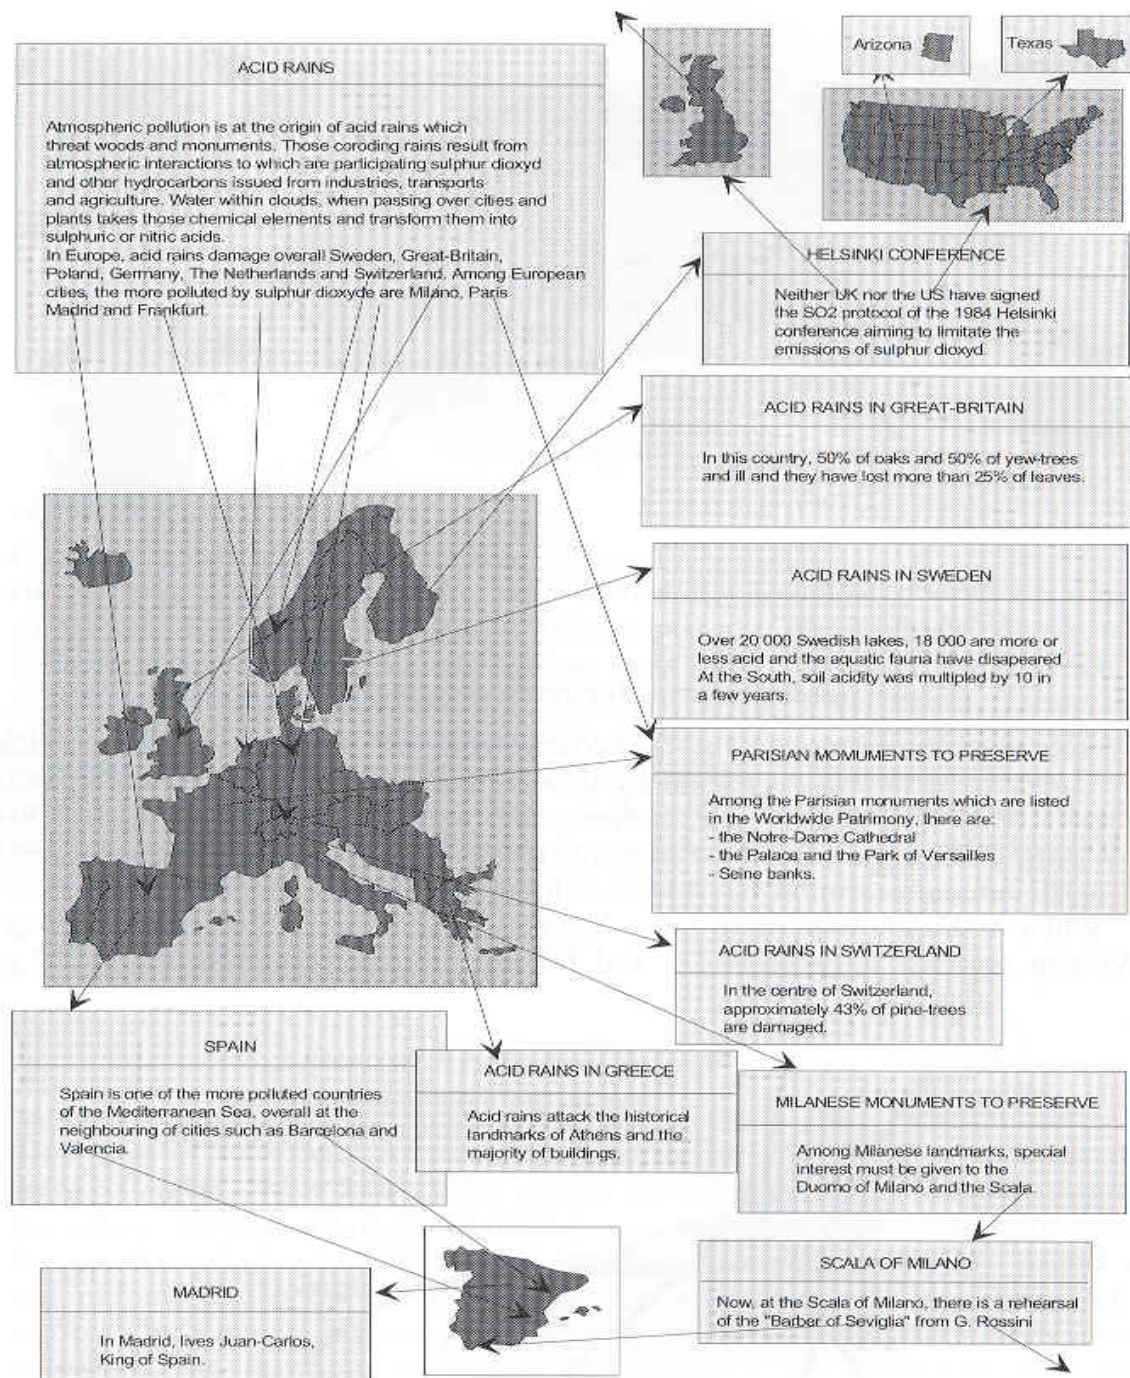 Arizona
Texas
ACID RAINS
Atmospheric pollution is at the origin of acid rains which
threat woods and monuments. Those coroding rains result from
atmospheric interactions to which are participating sulphur dioxyd
and other hydrocarbons issued from industries, transports
and agriculture. Water within clouds, when passing over cities and
plants takes those chemical elements and transform them into
sulphuric or nitric acids.
In Europe, acid rains damage overall Sweden, Great-Britain,
Poland, Germany, The Netherlands and Switzerland. Among European
cities, the more polluted by sulphur dioxyde are Milano, Paris
Madrid and Frankfurt.
HELSINKI CONFERENCE
Neither UK nor the US have signed
the SO2 protocol of the 1984 Helsinki
conference aiming to limitate the
emissions of sulphur dioxyd.
ACID RAINS IN GREAT-BRITAIN
In this country, 50% of oaks and 50% of yew-trees
and ill and they have lost more than 25% of leaves.
ACID RAINS IN SWEDEN
Over 20 000 Swedish lakes, 18 000 are more or
less acid and the aquatic fauna have disapeared
At the South, soil acidity was multipled by 10 in
a few years.
PARISIAN MOMUMENTS TO PRESERVE
Among the Parisian monuments which are listed
in the Worldwide Patrimony, there are:
- the Notre-Dame Cathedral
- the Palace and the Park of Versailles
- Seine banks.
ACID RAINS IN SWITZERLAND
In the centre of Switzerland,
approximately 43% of pine-trees
are damaged.
SPAIN
Spain is one of the more polluted countries
of the Mediterranean Sea, overall at the
neighbouring of cities such as Barcelona and
Valencia.
ACID RAINS IN GREECE
Acid rains attack the historical
landmarks of Athens and the
majority of buildings.
MILANESE MONUMENTS TO PRESERVE
Among Milanese landmarks, special
interest must be given to the
Duomo of Milano and the Scala.
MADRID
In Madrid, lives Juan-Carlos,
King of Spain.
SCALA OF MILANO
Now, at the Scala of Milano, there is a rehearsal
of the "Barber of Seviglia" from G. Rossini